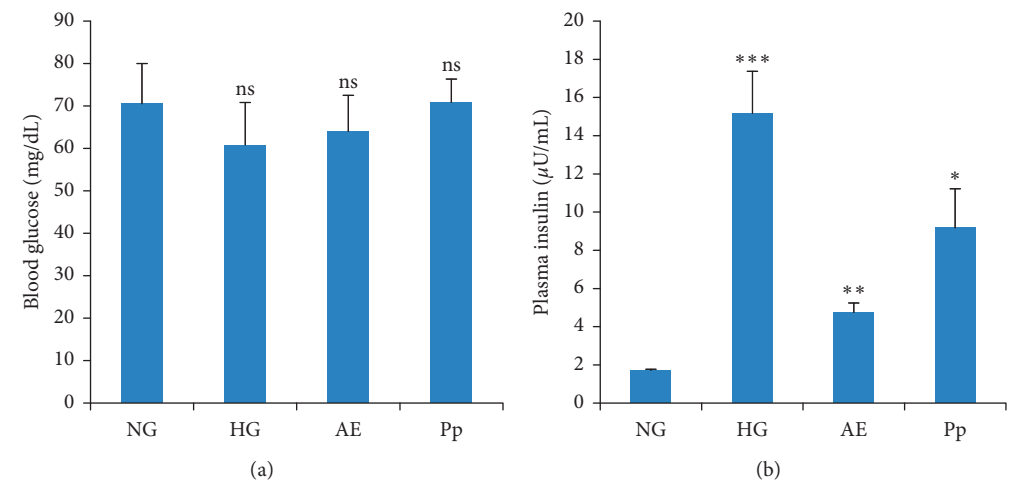 Blood glucose (mg/dL)
90
80
70
60
50
40
30
20
10
0
ns
ns
ns
NG
HG
AE
Pp
(a)
Plasma insulin (μU/mL)
20
18
16
14
12
10
8
6
4
2
0
***
**
*
NG
HG
AE
Pp
(b)